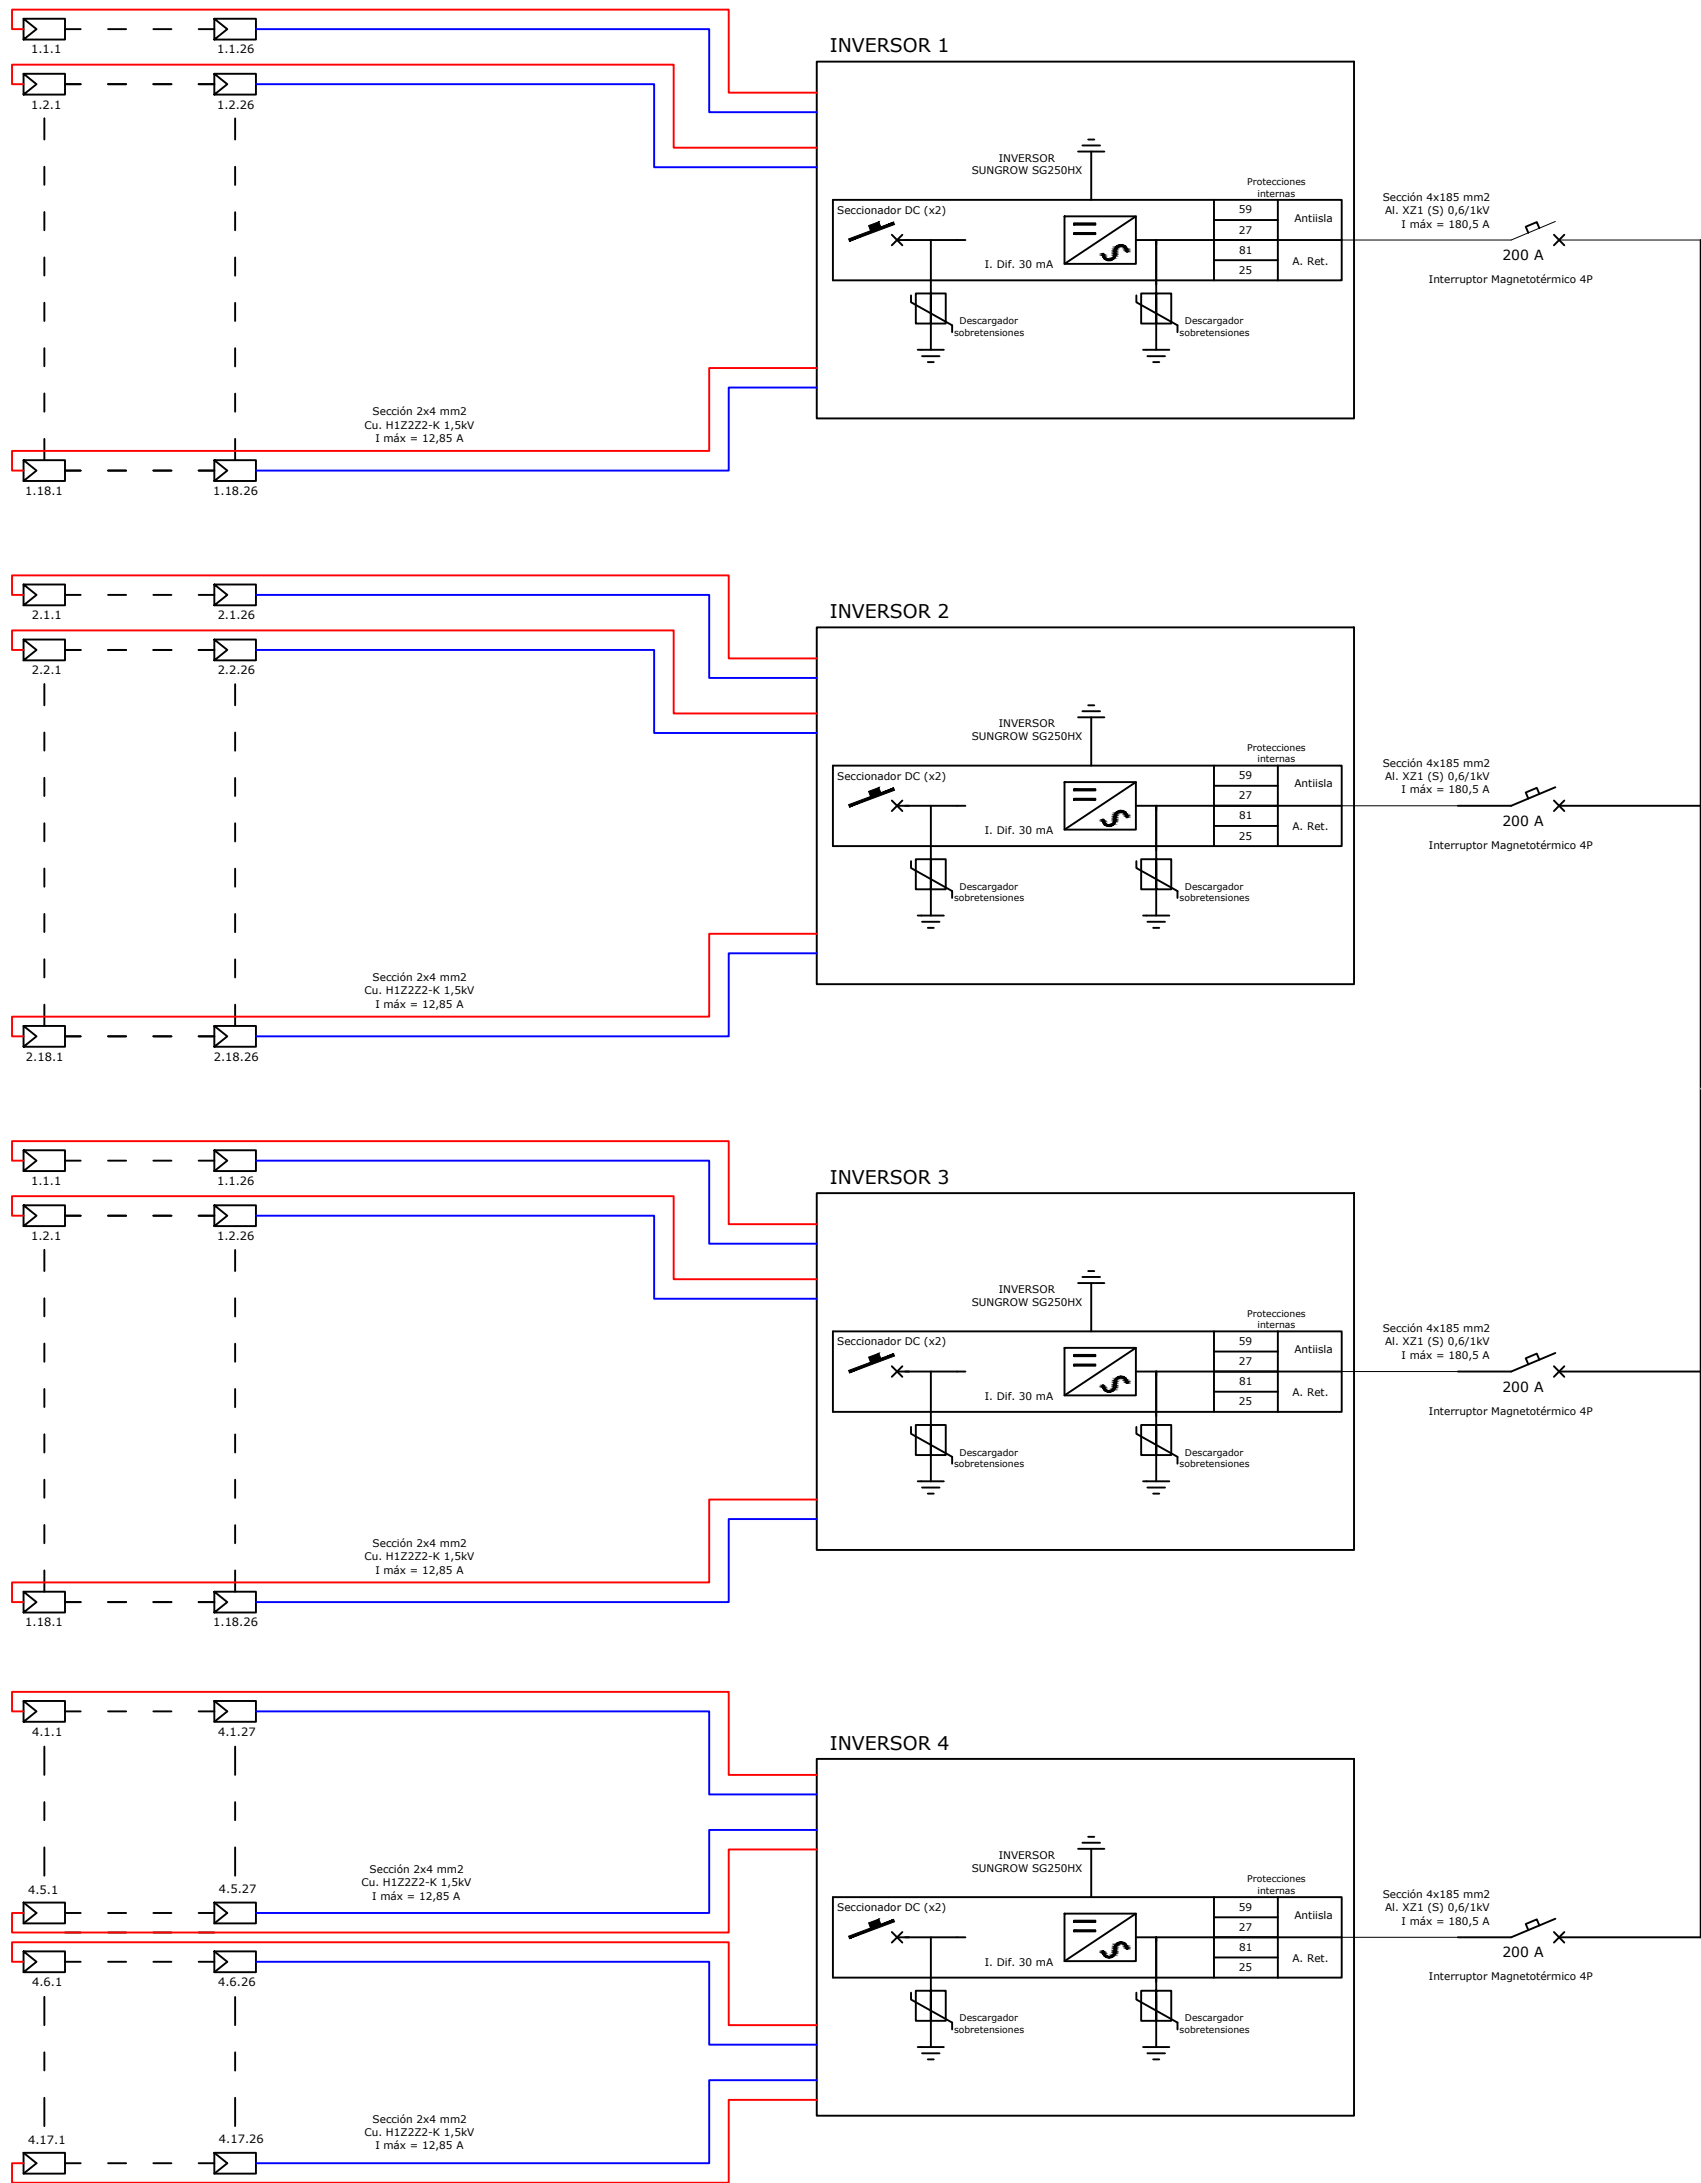 1.1.1
1.1.26
1.2.1
1.2.26
INVERSOR 1
INVERSOR
SUNGROW SG250HX
Protecciones
internas
Seccionador DC (x2)
59
27
81
25
Antiisla
A. Ret.
I. Dif. 30 mA
Descargador
sobretensiones
Descargador
sobretensiones
Sección 4x185 mm2
Al. XZ1 (S) 0,6/1kV
I máx = 180,5 A
200 A
Interruptor Magnetotérmico 4P
Sección 2x4 mm2
Cu. H1Z2Z2-K 1,5kV
I máx = 12,85 A
1.18.1
1.18.26
2.1.1
2.1.26
2.2.1
2.2.26
INVERSOR 2
INVERSOR
SUNGROW SG250HX
Protecciones
internas
Seccionador DC (x2)
59
27
81
25
Antiisla
A. Ret.
I. Dif. 30 mA
Descargador
sobretensiones
Descargador
sobretensiones
Sección 4x185 mm2
Al. XZ1 (S) 0,6/1kV
I máx = 180,5 A
200 A
Interruptor Magnetotérmico 4P
Sección 2x4 mm2
Cu. H1Z2Z2-K 1,5kV
I máx = 12,85 A
2.18.1
2.18.26
1.1.1
1.1.26
1.2.1
1.2.26
INVERSOR 3
INVERSOR
SUNGROW SG250HX
Protecciones
internas
Seccionador DC (x2)
59
27
81
25
Antiisla
A. Ret.
I. Dif. 30 mA
Descargador
sobretensiones
Descargador
sobretensiones
Sección 4x185 mm2
Al. XZ1 (S) 0,6/1kV
I máx = 180,5 A
200 A
Interruptor Magnetotérmico 4P
Sección 2x4 mm2
Cu. H1Z2Z2-K 1,5kV
I máx = 12,85 A
1.18.1
1.18.26
4.1.1
4.1.27
4.5.1
4.5.27
Sección 2x4 mm2
Cu. H1Z2Z2-K 1,5kV
I máx = 12,85 A
4.6.1
4.6.26
INVERSOR 4
INVERSOR
SUNGROW SG250HX
Protecciones
internas
Seccionador DC (x2)
59
27
81
25
Antiisla
A. Ret.
I. Dif. 30 mA
Descargador
sobretensiones
Descargador
sobretensiones
Sección 4x185 mm2
Al. XZ1 (S) 0,6/1kV
I máx = 180,5 A
200 A
Interruptor Magnetotérmico 4P
Sección 2x4 mm2
Cu. H1Z2Z2-K 1,5kV
I máx = 12,85 A
4.17.1
4.17.26